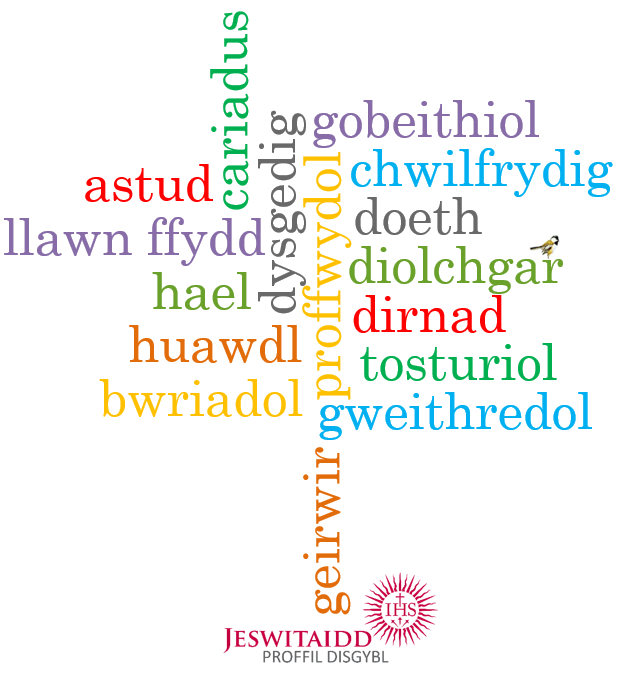 cariadus
gobeithiol
dysgedig
proffwydol
chwilfrydig
astud
doeth
llawn ffydd
diolchgar
hael
dirnad
huawdl
tosturiol
bwriadol
gweithredol
geirwir
IHS
JESWITAIDD
PROFFIL DISGYBL